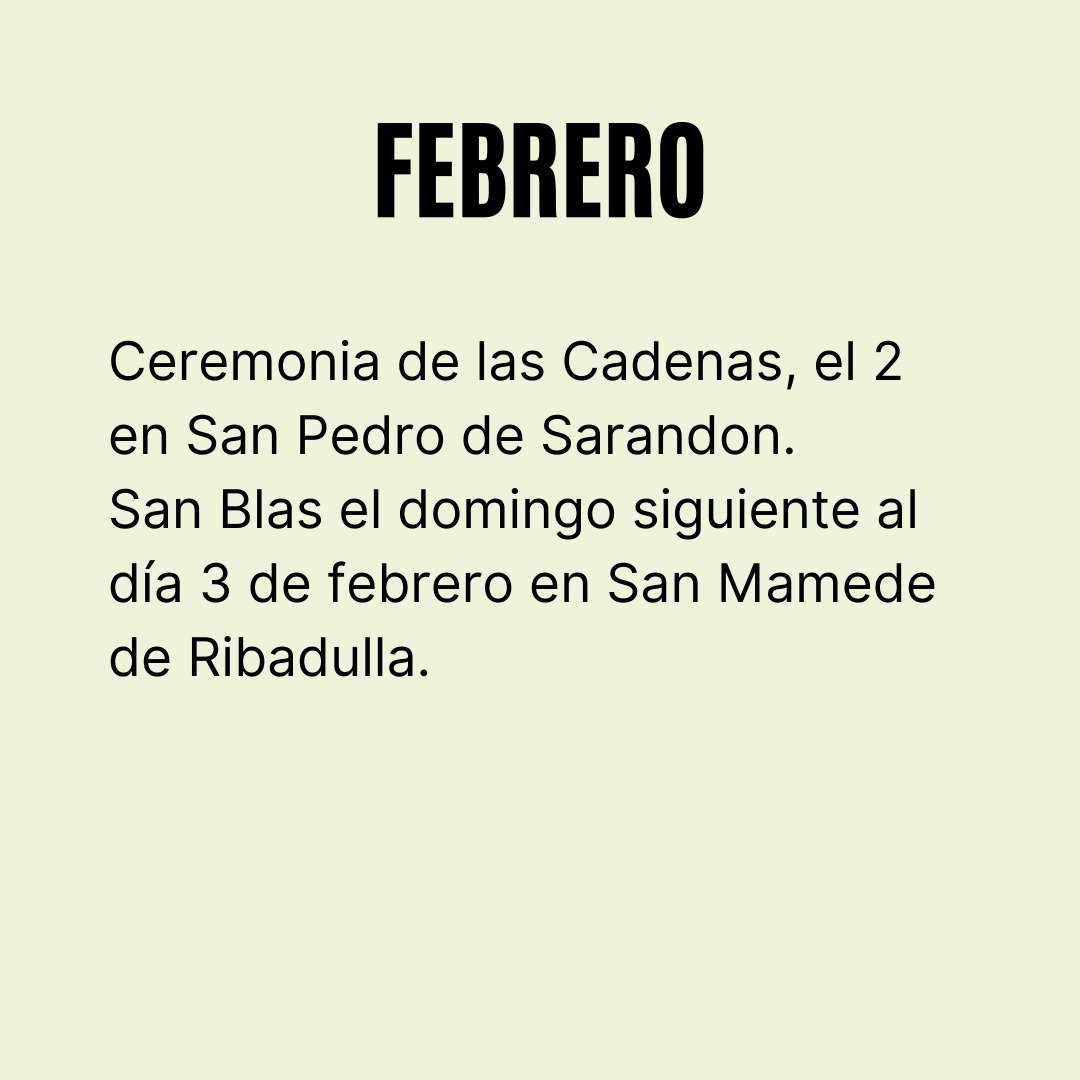 FEBRERO
Ceremonia de las Cadenas, el 2
en San Pedro de Sarandon.
San Blas el domingo siguiente al
día 3 de febrero en San Mamede
de Ribadulla.